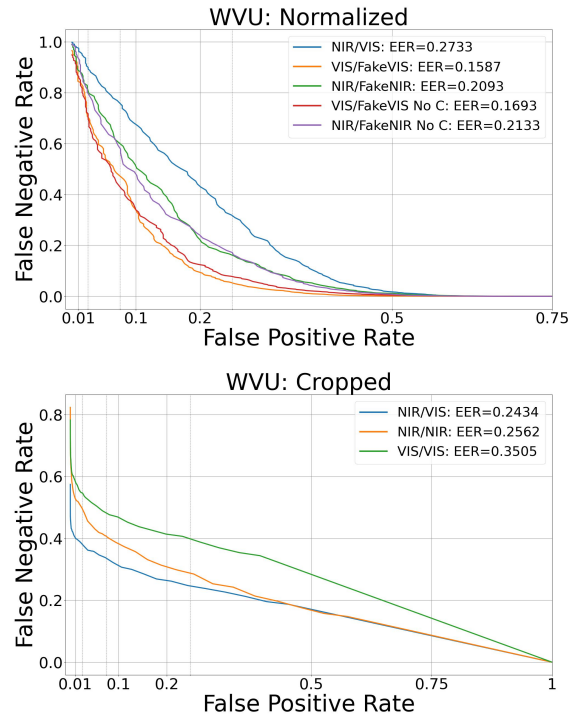 WVU: Normalized
False Negative Rate
1.0
0.8
0.6
0.4
0.2
0.0
NIR/VIS: EER=0.2733
VIS/FakeVIS: EER=0.1587
NIR/FakeNIR: EER=0.2093
VIS/FakeVIS No C: EER=0.1693
NIR/FakeNIR No C: EER=0.2133
0.01 0.1 0.2 0.5 0.75
False Positive Rate
WVU: Cropped
False Negative Rate
0.8
0.6
0.4
0.2
0.0
NIR/VIS: EER=0.2434
NIR/NIR: EER=0.2562
VIS/VIS: EER=0.3505
0.01 0.1 0.2 0.5 0.75 1
False Positive Rate